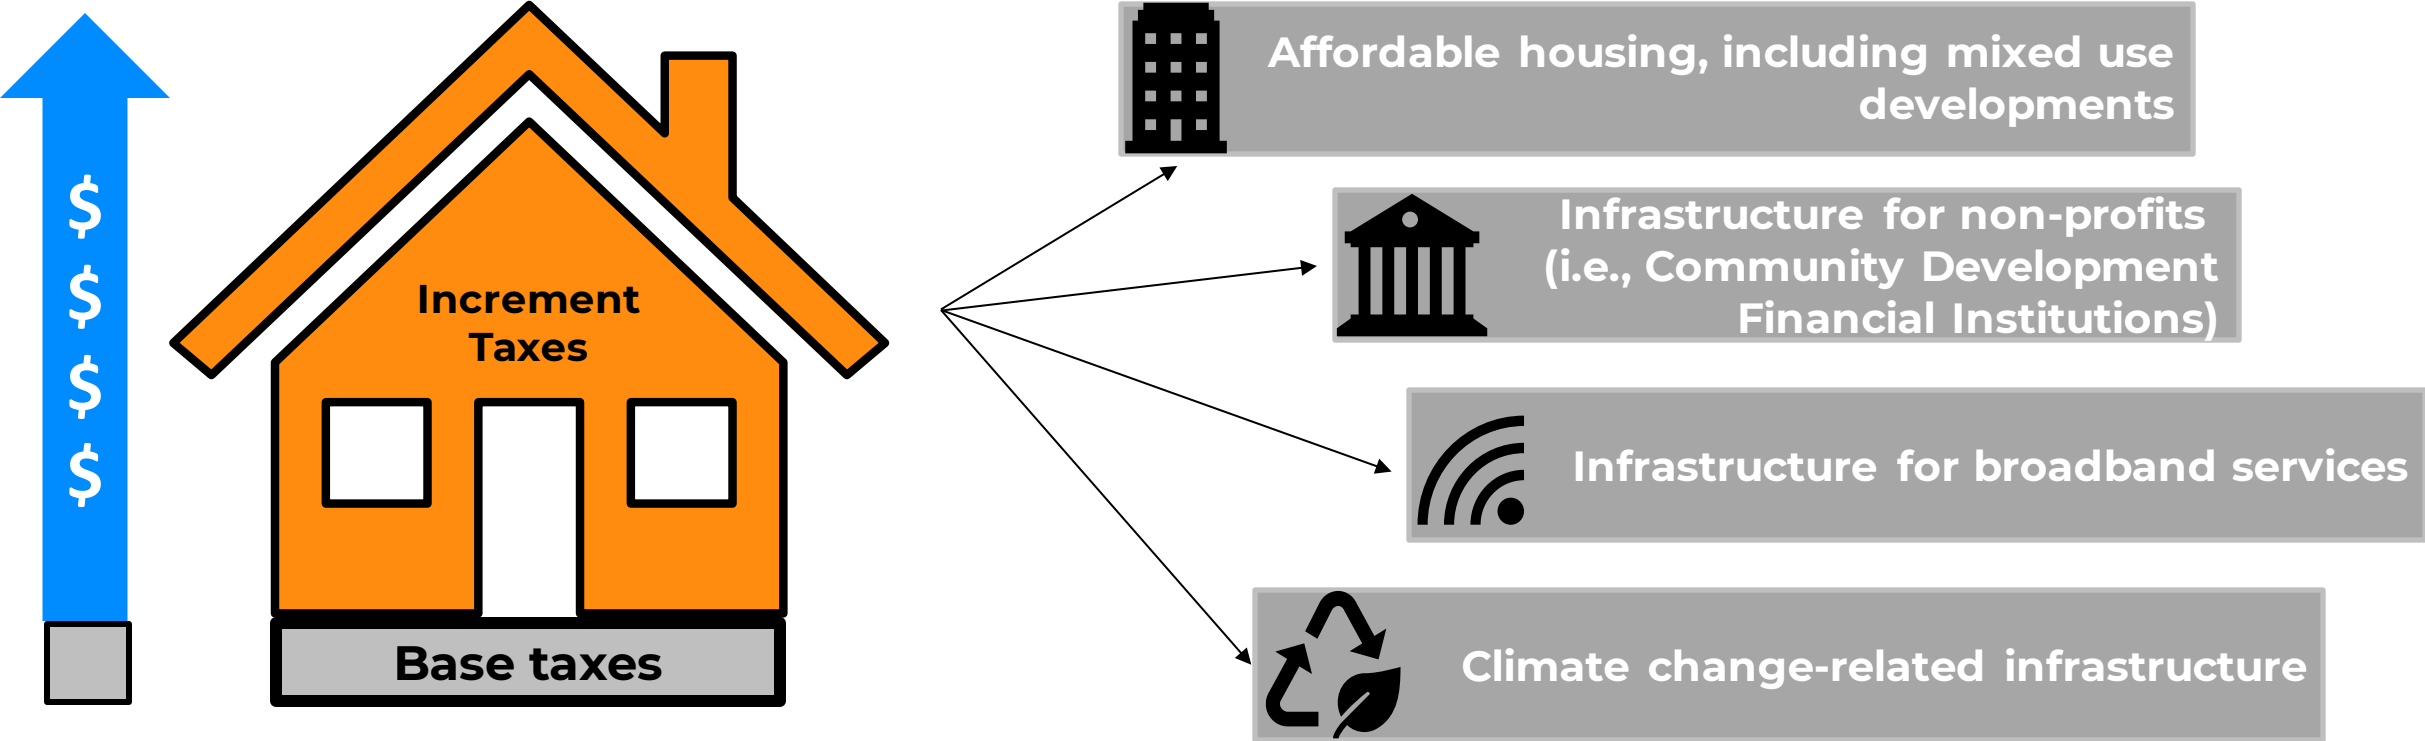 $
$
$
$
Increment
Taxes
Base taxes
Affordable housing, including mixed use
developments
Infrastructure for non-profits
(i.e., Community Development
Financial Institutions)
Infrastructure for broadband services
Climate change-related infrastructure